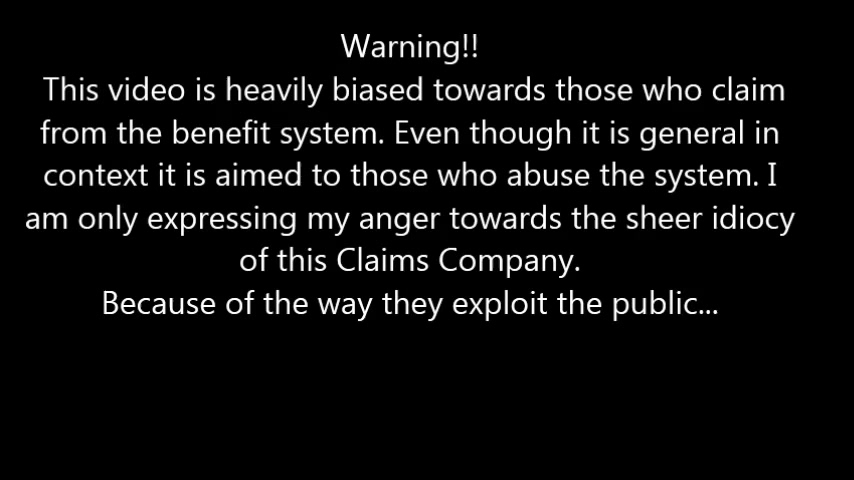 Warning!!
This video is heavily biased towards those who claim
from the benefit system. Even though it is general in
context it is aimed to those who abuse the system. I
am only expressing my anger towards the sheer idiocy
of this Claims Company.
Because of the way they exploit the public...